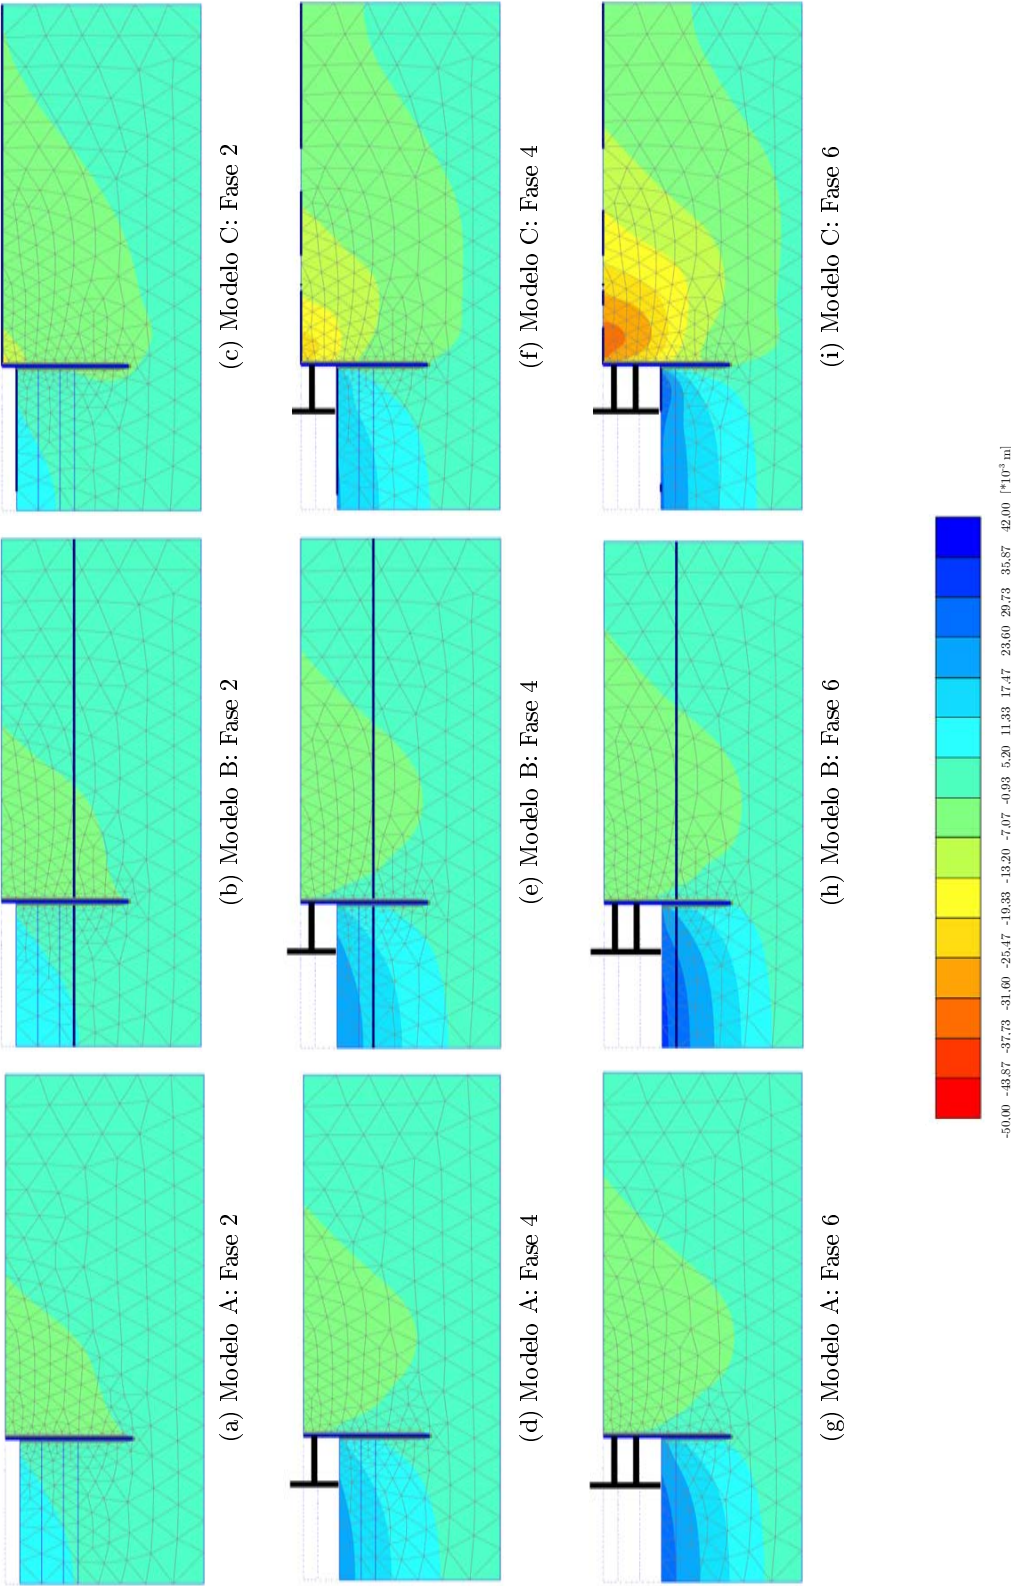 (a) Modelo A: Fase 2
(b) Modelo B: Fase 2
(c) Modelo C: Fase 2
(d) Modelo A: Fase 4
(e) Modelo B: Fase 4
(f) Modelo C: Fase 4
(g) Modelo A: Fase 6
(h) Modelo B: Fase 6
(i) Modelo C: Fase 6
-50.00 -43.87 -37.73 -31.60 -25.47 -19.33 -13.20 -7.07 -0.93 5.20 11.33 17.47 23.60 29.73 35.87 42.00 [*10⁻³ m]